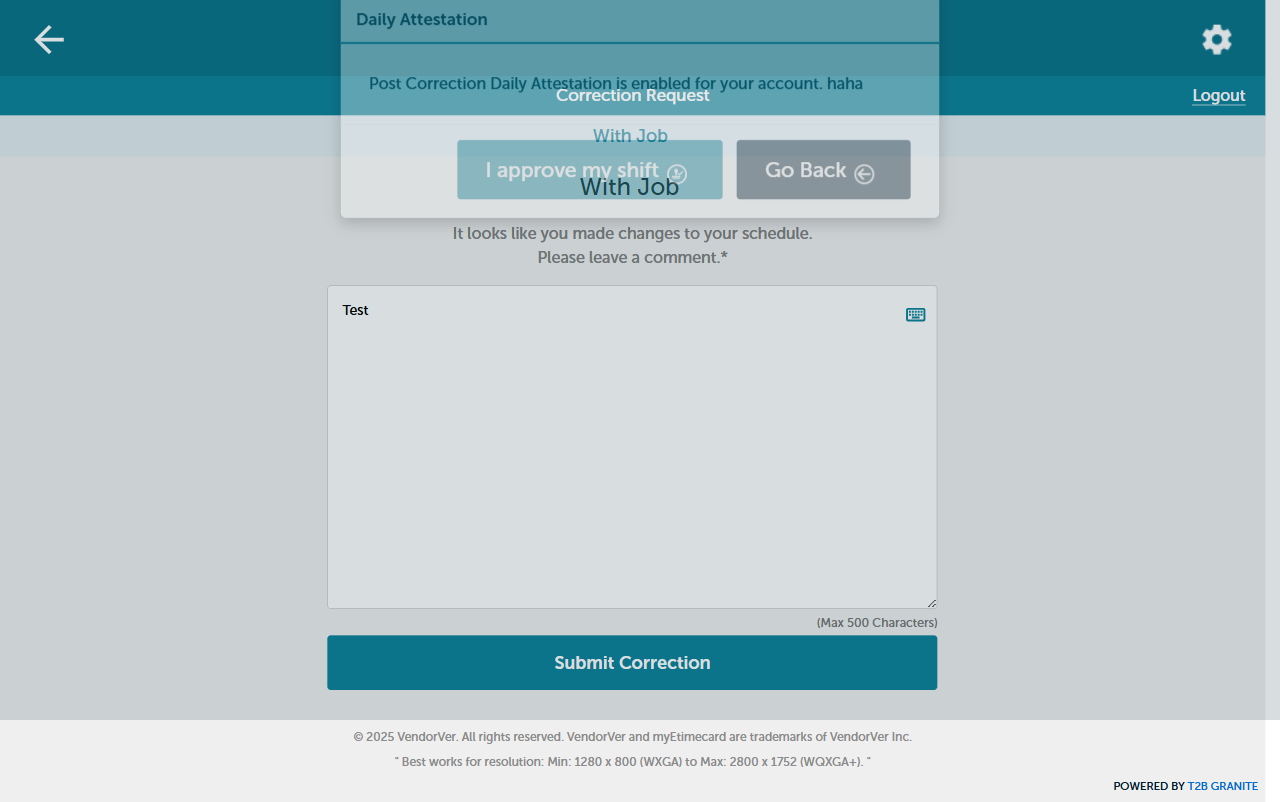 Daily Attestation
Post Correction Daily Attestation is enabled for your account. haha
Correction Request
Logout
With Job
I approve my shift
Go Back
With Job
It looks like you made changes to your schedule.
Please leave a comment.*
Test
(Max 500 Characters)
Submit Correction
© 2025 VendorVer. All rights reserved. VendorVer and myEtimecard are trademarks of VendorVer Inc.
" Best works for resolution: Min: 1280 x 800 (WXGA) to Max: 2800 x 1752 (WQXGA+). "
POWERED BY T2B GRANITE